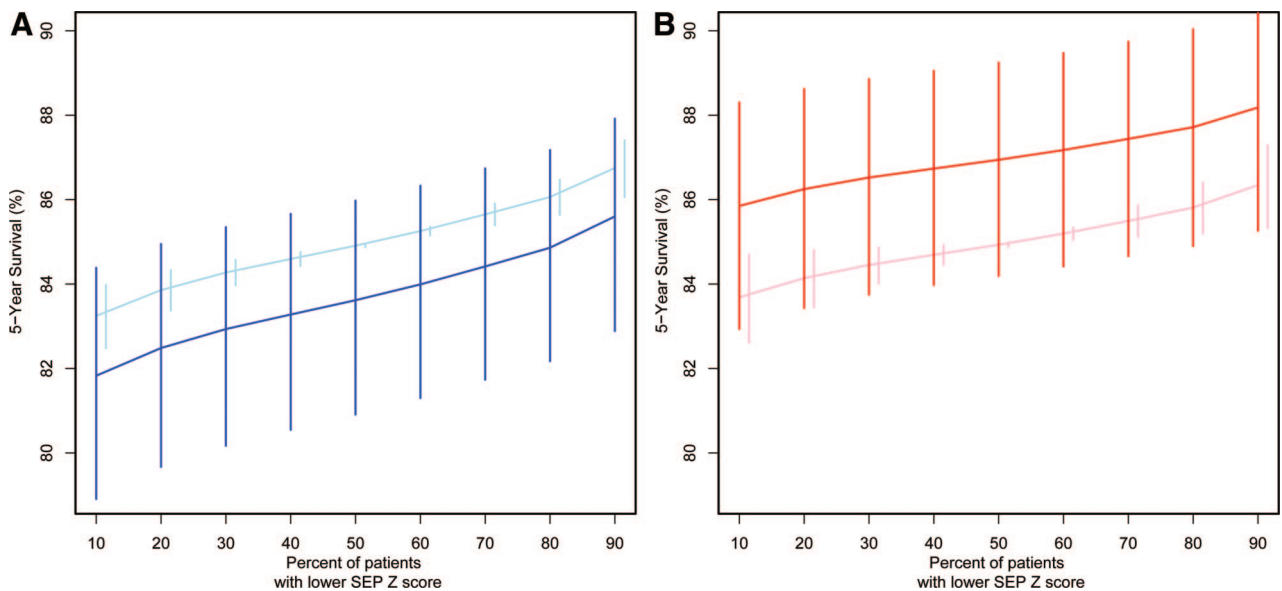 A
90
88
86
84
82
80
5−Year Survival (%)
10 20 30 40 50 60 70 80 90
Percent of patients
with lower SEP Z score
B
90
88
86
84
82
80
5−Year Survival (%)
10 20 30 40 50 60 70 80 90
Percent of patients
with lower SEP Z score